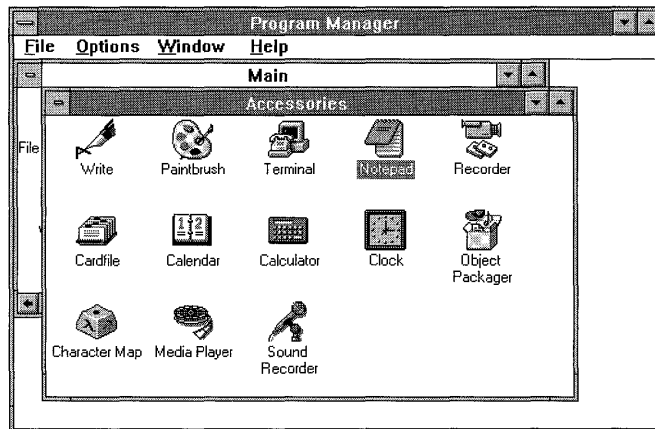 Program Manager
File Options Window Help
Main
Accessories
File
Write Paintbrush Terminal Notepad Recorder
Cardfile Calendar Calculator Clock Object
Packager
Character Map Media Player Sound
Recorder